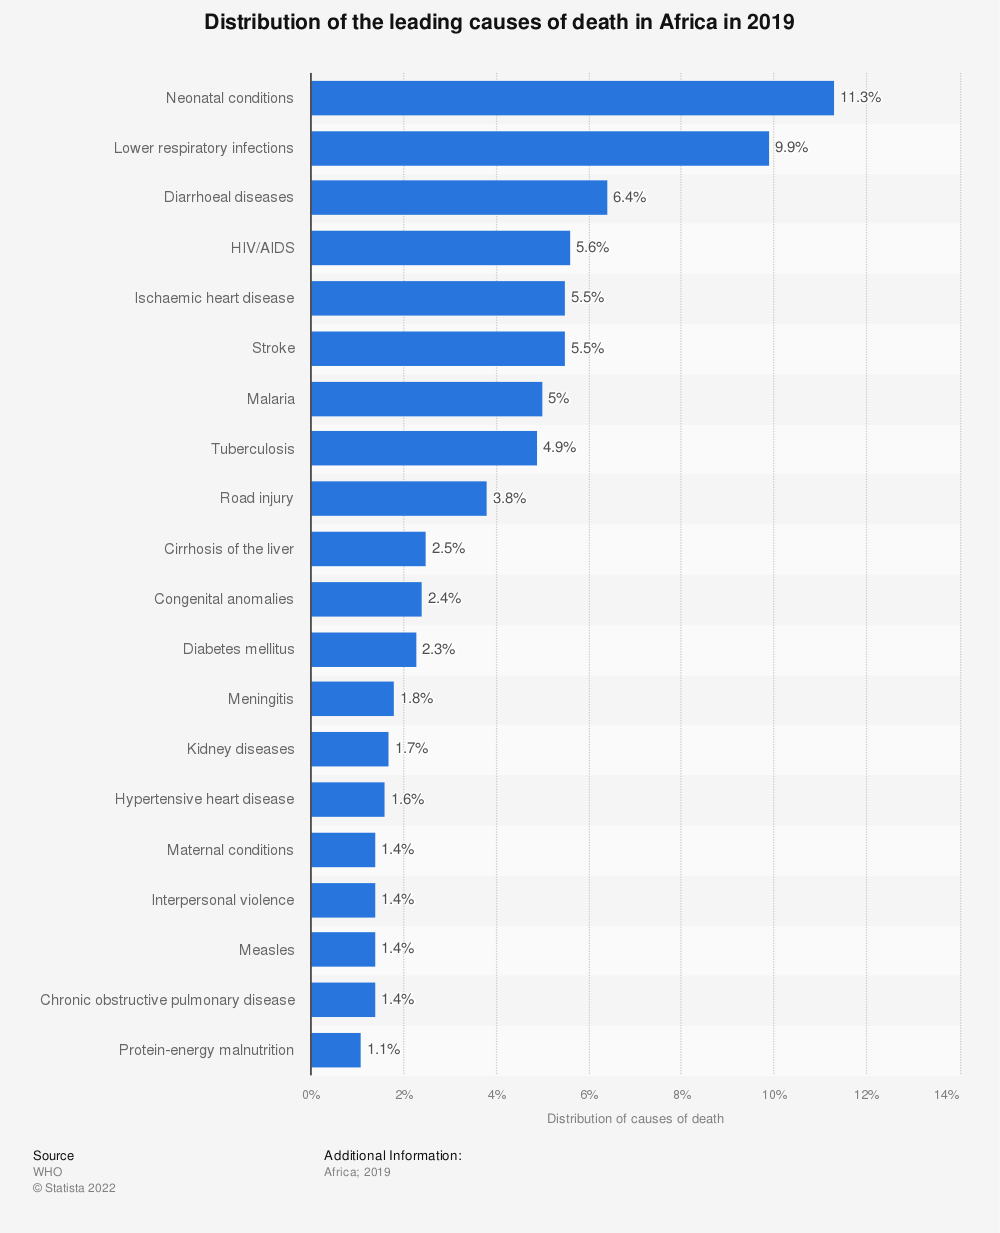 Distribution of the leading causes of death in Africa in 2019
Neonatal conditions 11.3%
Lower respiratory infections 9.9%
Diarrhoeal diseases 6.4%
HIV/AIDS 5.6%
Ischaemic heart disease 5.5%
Stroke 5.5%
Malaria 5%
Tuberculosis 4.9%
Road injury 3.8%
Cirrhosis of the liver 2.5%
Congenital anomalies 2.4%
Diabetes mellitus 2.3%
Meningitis 1.8%
Kidney diseases 1.7%
Hypertensive heart disease 1.6%
Maternal conditions 1.4%
Interpersonal violence 1.4%
Measles 1.4%
Chronic obstructive pulmonary disease 1.4%
Protein-energy malnutrition 1.1%
0% 2% 4% 6% 8% 10% 12% 14%
Distribution of causes of death
Source
WHO
© Statista 2022
Additional Information:
Africa; 2019